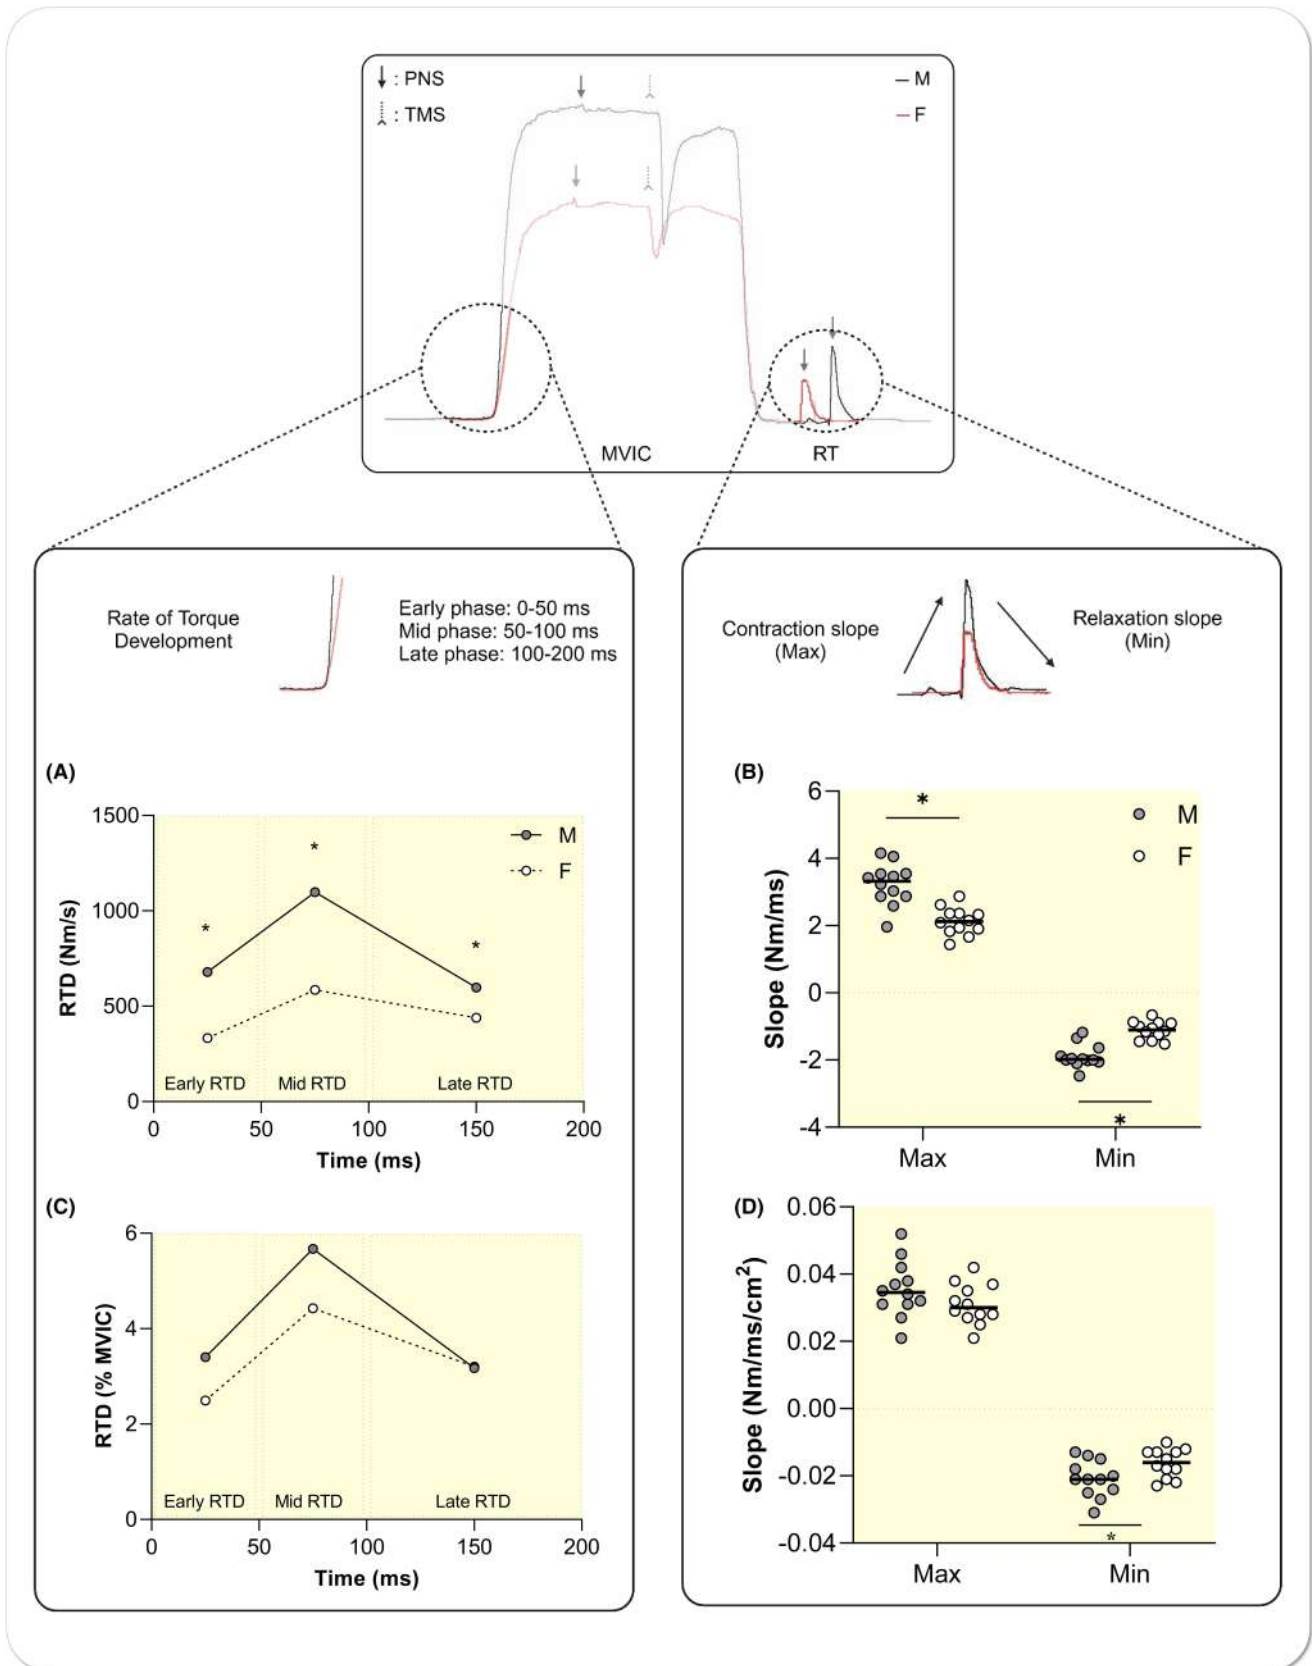 : PNS
: TMS
M
F
MVIC
RT
Rate of Torque
Development
Early phase: 0-50 ms
Mid phase: 50-100 ms
Late phase: 100-200 ms
Contraction slope
(Max)
Relaxation slope
(Min)
(A)
1500
1000
500
0
RTD (Nm/s)
M
F
*
*
*
Early RTD
Mid RTD
Late RTD
0
50
100
150
200
Time (ms)
(B)
6
4
2
0
-2
-4
Slope (Nm/ms)
*
M
F
*
Max
Min
(C)
6
4
2
0
RTD (% MVIC)
Early RTD
Mid RTD
Late RTD
0
50
100
150
200
Time (ms)
(D)
0.06
0.04
0.02
0.00
-0.02
-0.04
Slope (Nm/ms/cm²)
*
Max
Min